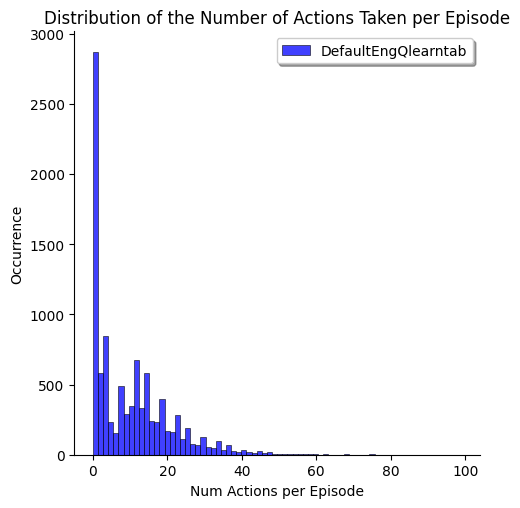 Distribution of the Number of Actions Taken per Episode
DefaultEngQlearntab
3000
2500
2000
1500
1000
500
0
Occurrence
0 20 40 60 80 100
Num Actions per Episode